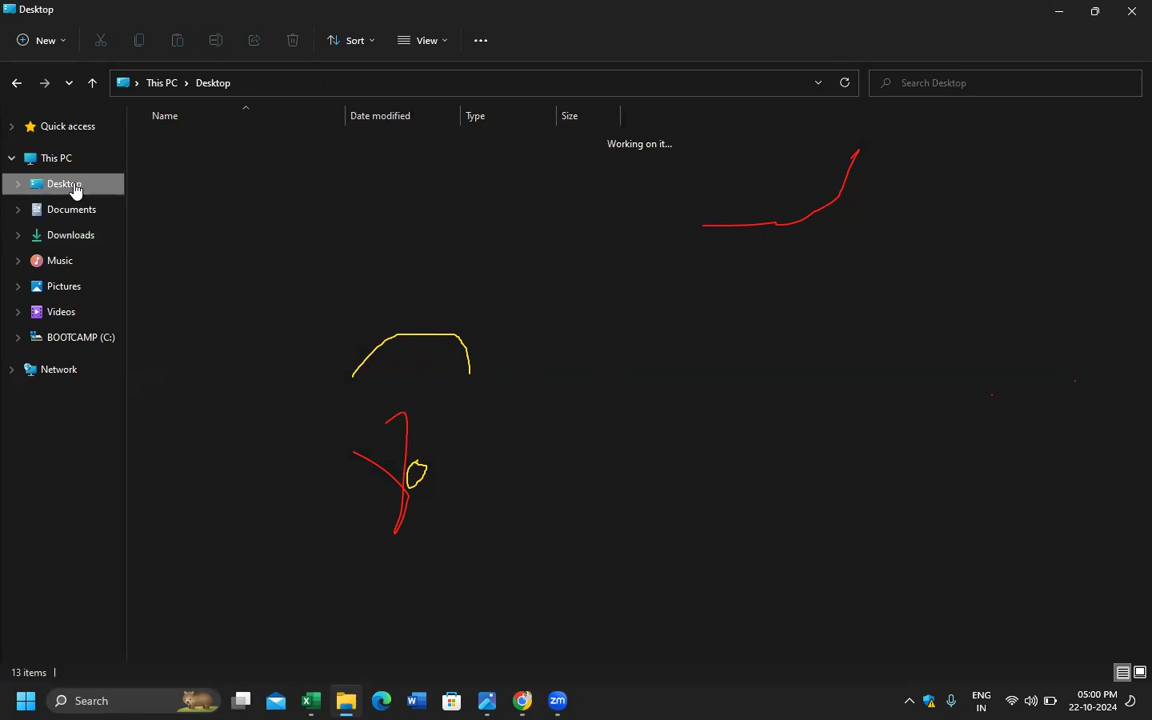 Desktop
New
Sort
View
This PC
Desktop
Search Desktop
Name
Date modified
Type
Size
Working on it...
Quick access
This PC
Desktop
Documents
Downloads
Music
Pictures
Videos
BOOTCAMP (C:)
Network
13 items
Search
zm
ENG
IN
05:00 PM
22-10-2024